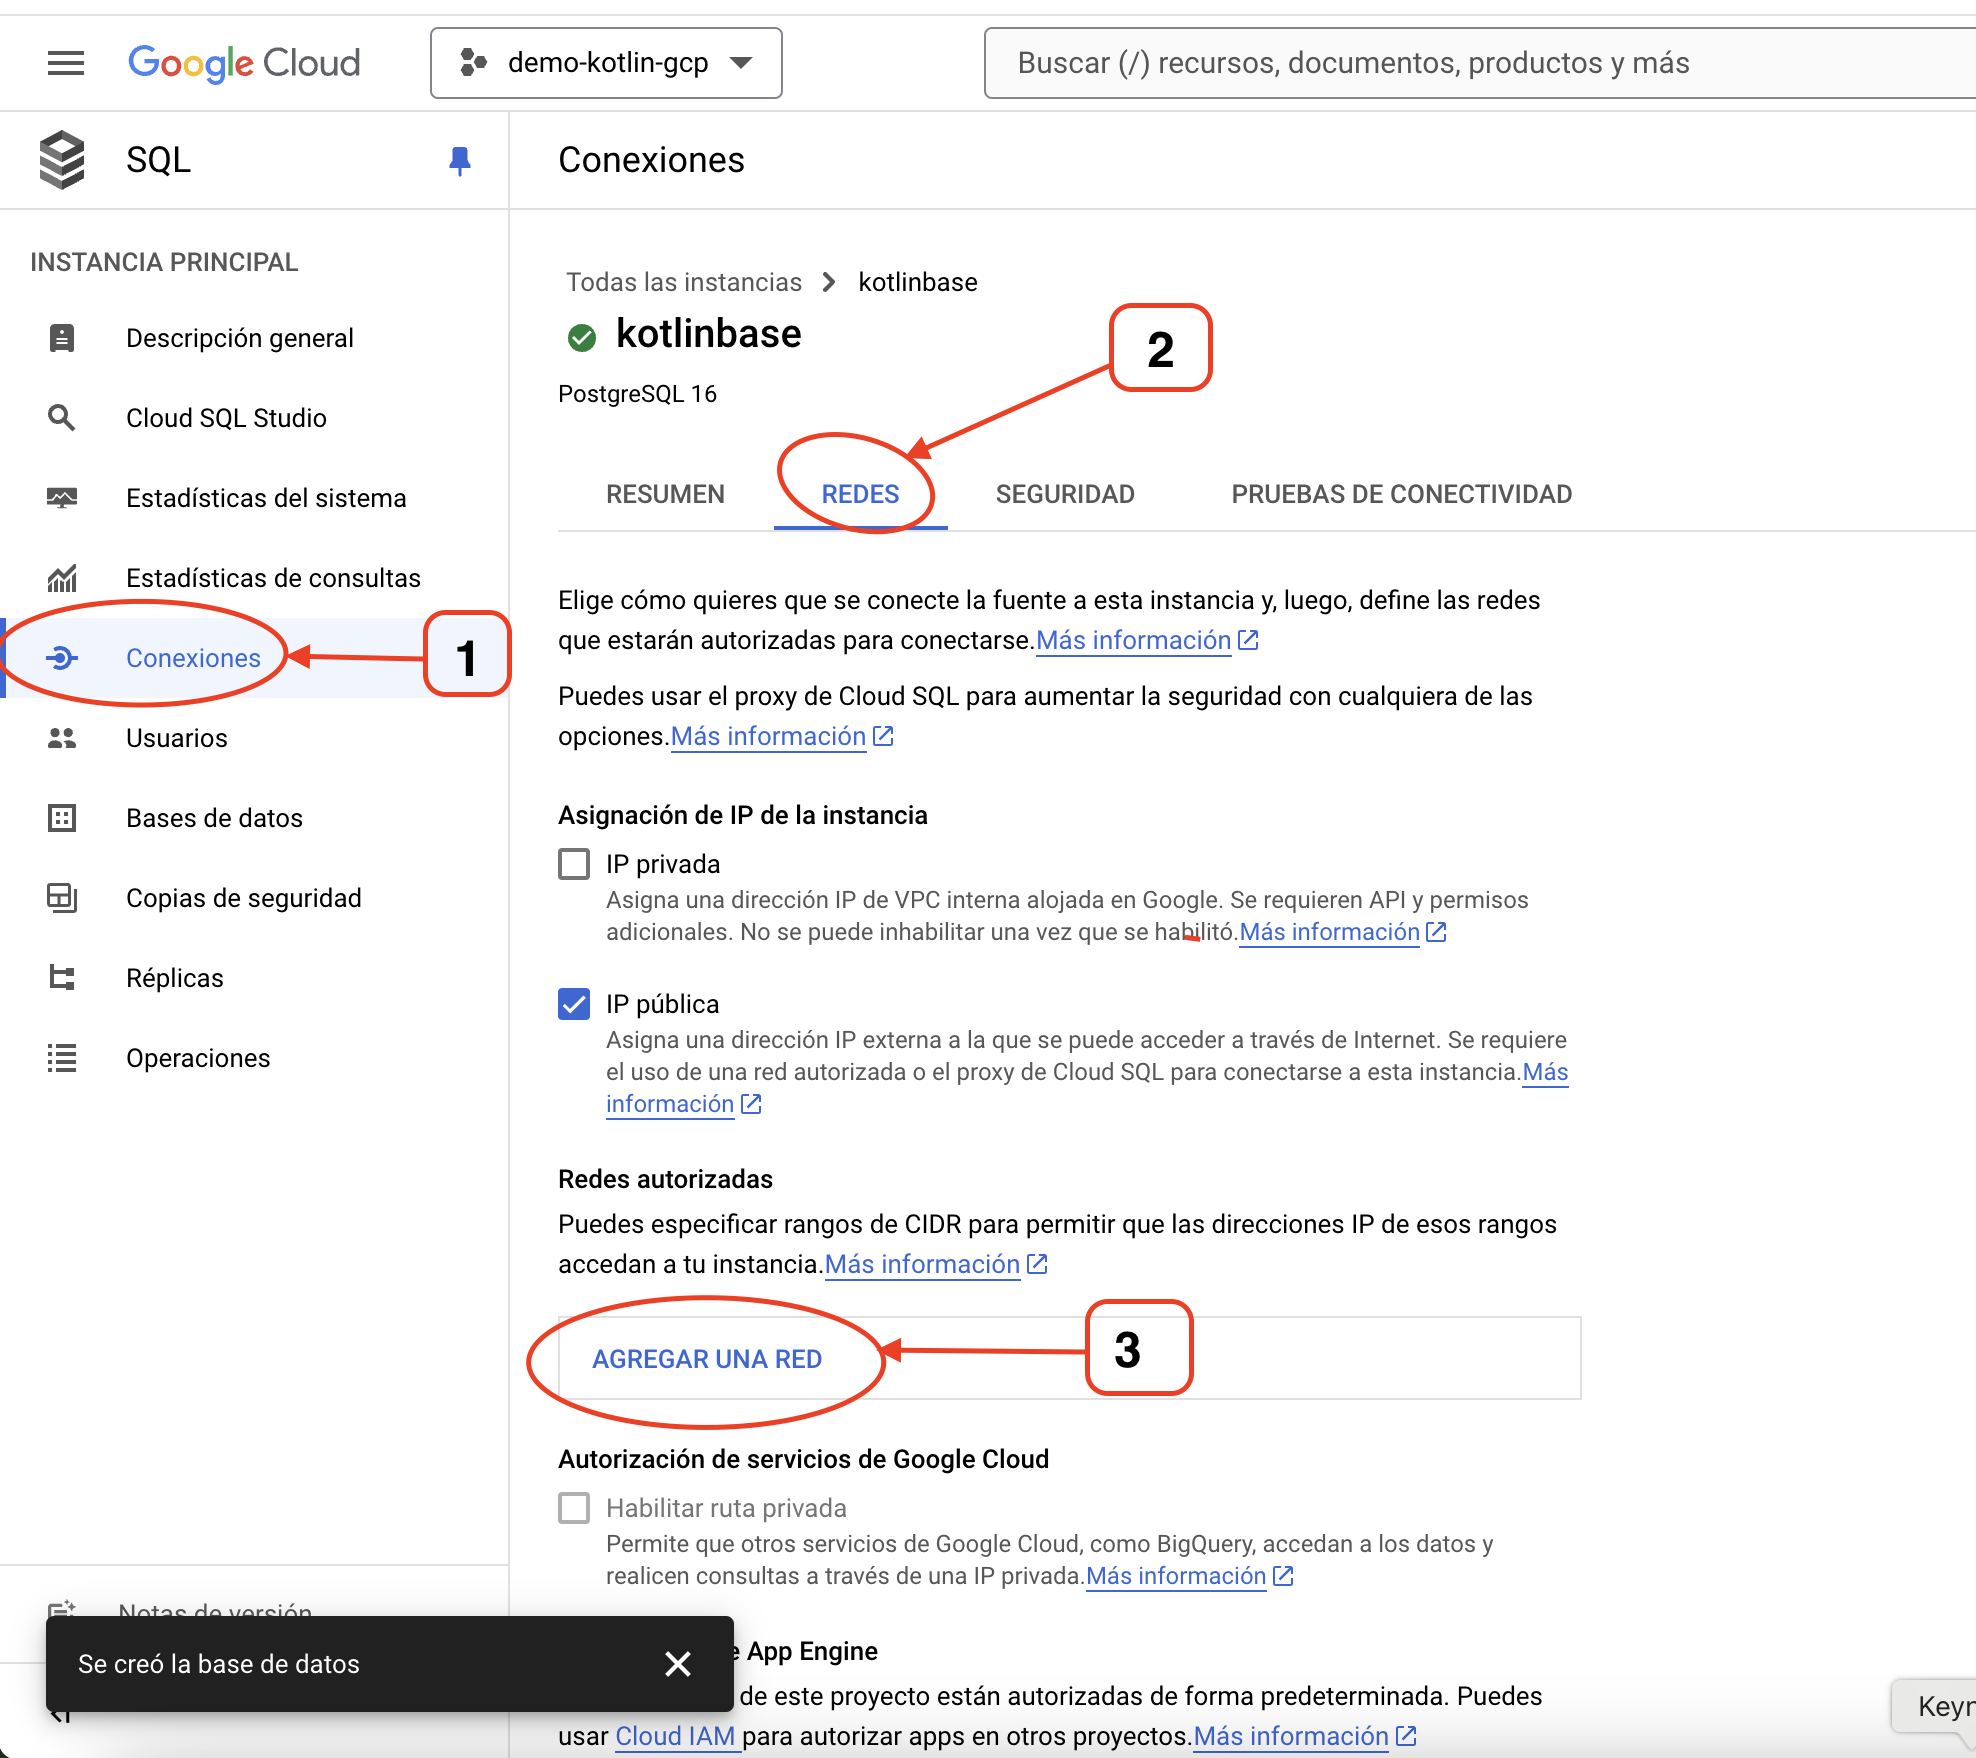 Google Cloud
demo-kotlin-gcp
Buscar (/) recursos, documentos, productos y más
SQL
Conexiones
INSTANCIA PRINCIPAL
Descripción general
Cloud SQL Studio
Estadísticas del sistema
Estadísticas de consultas
Conexiones
1
Usuarios
Bases de datos
Copias de seguridad
Réplicas
Operaciones
Notas de versión
Todas las instancias
kotlinbase
kotlinbase
2
PostgreSQL 16
RESUMEN
REDES
SEGURIDAD
PRUEBAS DE CONECTIVIDAD
Elige cómo quieres que se conecte la fuente a esta instancia y, luego, define las redes
que estarán autorizadas para conectarse.Más información
Puedes usar el proxy de Cloud SQL para aumentar la seguridad con cualquiera de las
opciones.Más información
Asignación de IP de la instancia
IP privada
Asigna una dirección IP de VPC interna alojada en Google. Se requieren API y permisos
adicionales. No se puede inhabilitar una vez que se habilitó.Más información
IP pública
Asigna una dirección IP externa a la que se puede acceder a través de Internet. Se requiere
el uso de una red autorizada o el proxy de Cloud SQL para conectarse a esta instancia.Más
información
Redes autorizadas
Puedes especificar rangos de CIDR para permitir que las direcciones IP de esos rangos
accedan a tu instancia.Más información
AGREGAR UNA RED
3
Autorización de servicios de Google Cloud
Habilitar ruta privada
Permite que otros servicios de Google Cloud, como BigQuery, accedan a los datos y
realicen consultas a través de una IP privada.Más información
App Engine
de este proyecto están autorizadas de forma predeterminada. Puedes
usar Cloud IAM para autorizar apps en otros proyectos.Más información
Se creó la base de datos